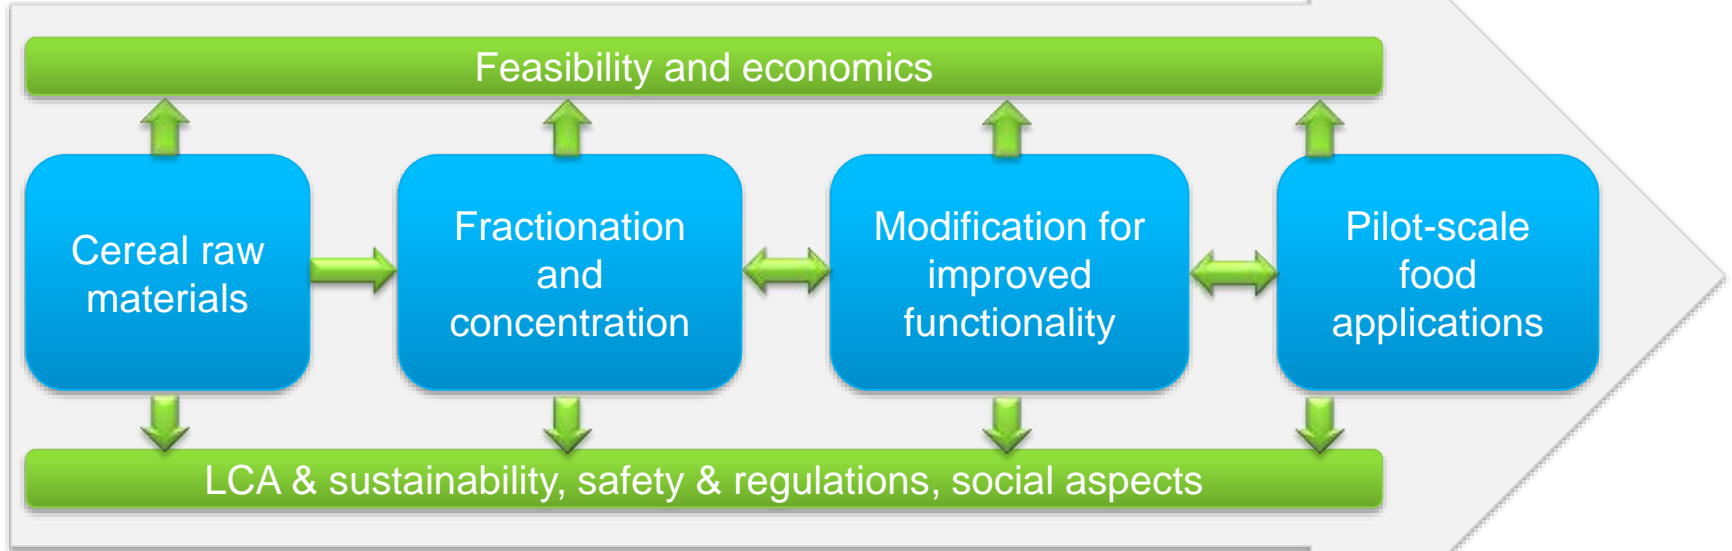 Feasibility and economics
Cereal raw
materials
Fractionation
and
concentration
Modification for
improved
functionality
Pilot-scale
food
applications
LCA & sustainability, safety & regulations, social aspects